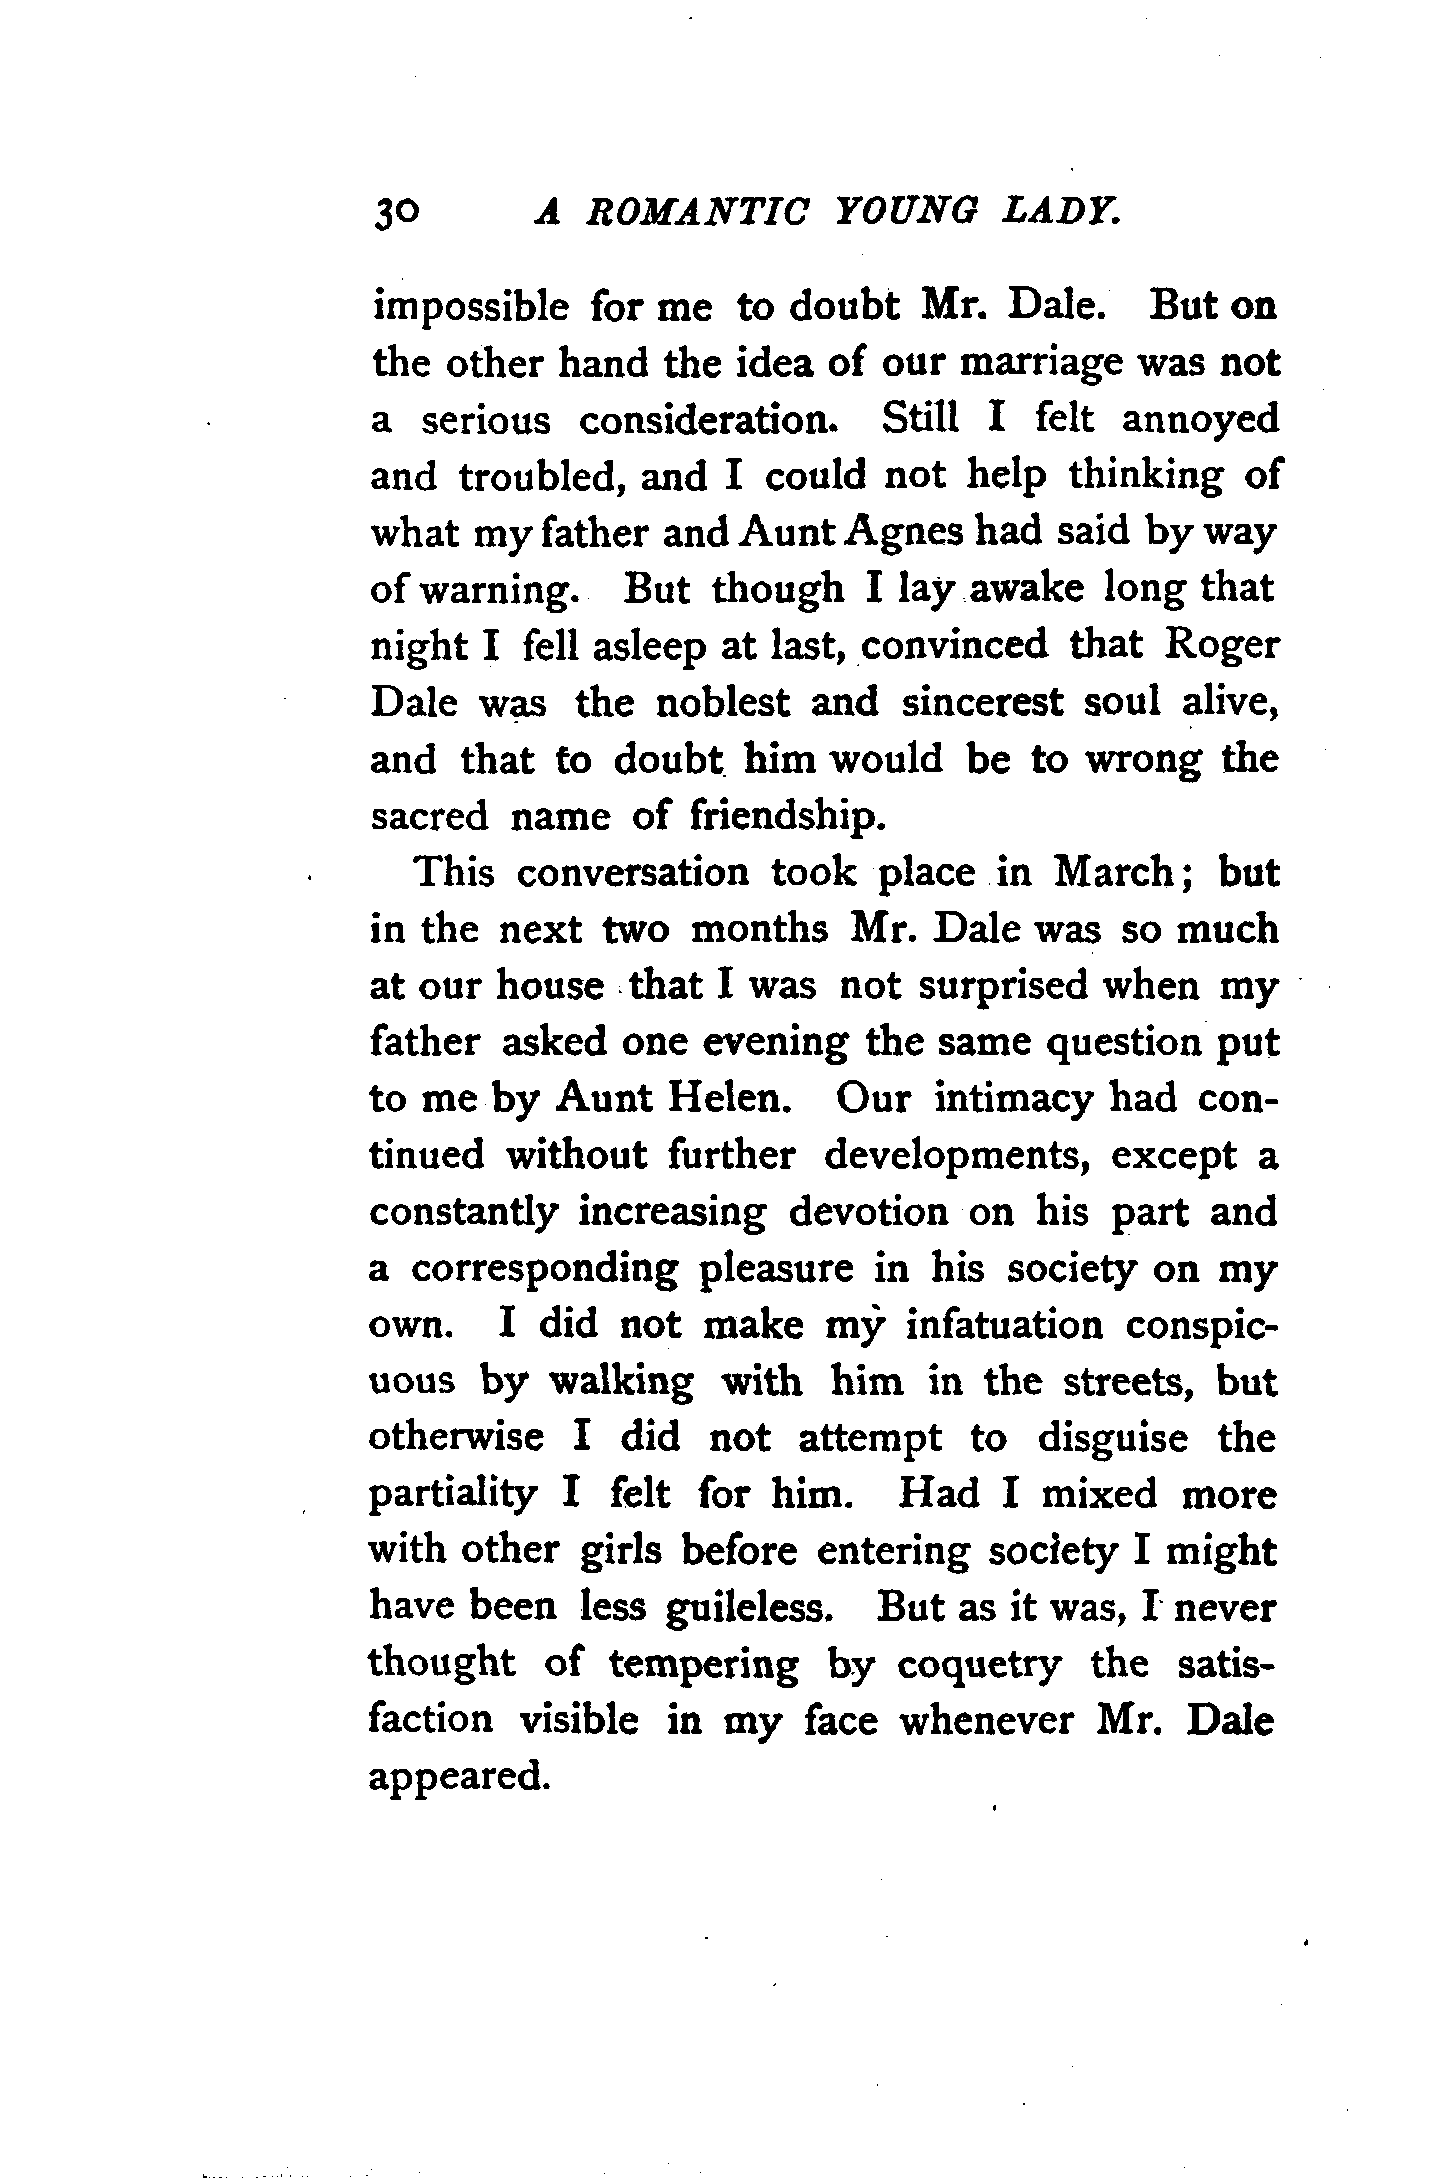 30 A ROMANTIC YOUNG LADY.
impossible for me to doubt Mr. Dale. But on
the other hand the idea of our marriage was not
a serious consideration. Still I felt annoyed
and troubled, and I could not help thinking of
what my father and Aunt Agnes had said by way
of warning. But though I lay awake long that
night I fell asleep at last, convinced that Roger
Dale was the noblest and sincerest soul alive,
and that to doubt him would be to wrong the
sacred name of friendship.
This conversation took place in March; but
in the next two months Mr. Dale was so much
at our house that I was not surprised when my
father asked one evening the same question put
to me by Aunt Helen. Our intimacy had con-
tinued without further developments, except a
constantly increasing devotion on his part and
a corresponding pleasure in his society on my
own. I did not make my infatuation conspic-
uous by walking with him in the streets, but
otherwise I did not attempt to disguise the
partiality I felt for him. Had I mixed more
with other girls before entering society I might
have been less guileless. But as it was, I never
thought of tempering by coquetry the satis-
faction visible in my face whenever Mr. Dale
appeared.